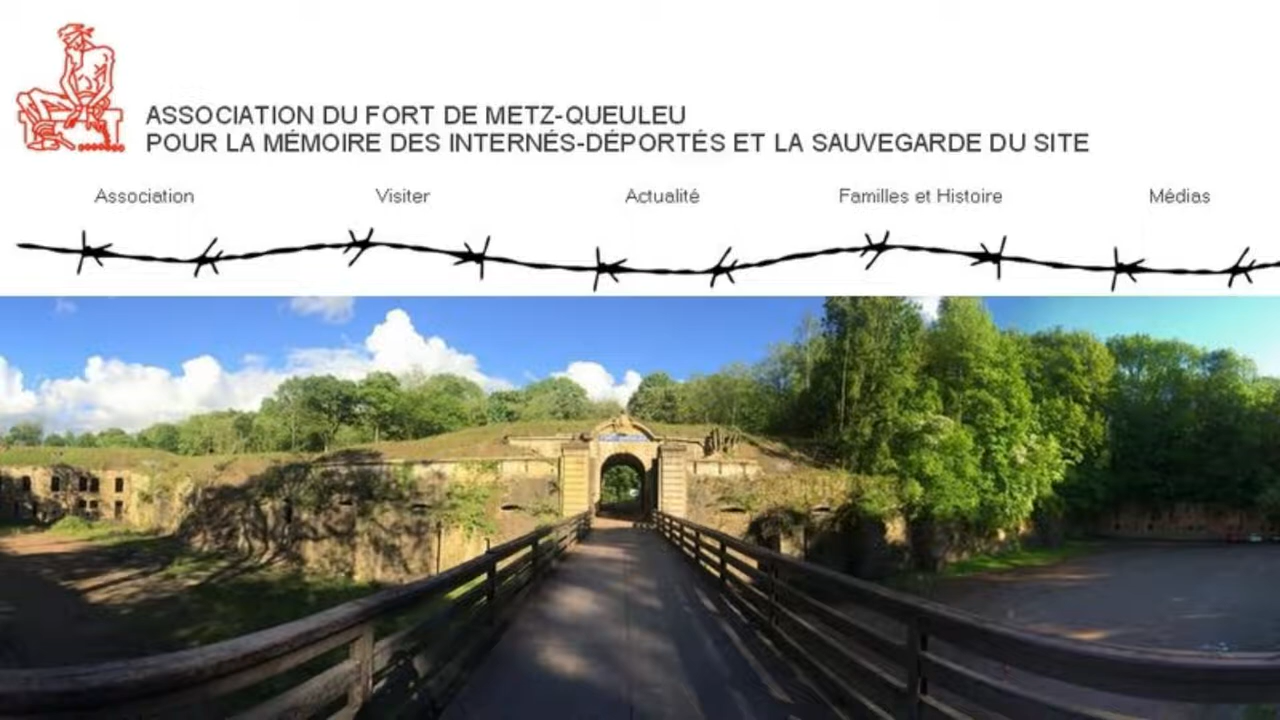 ASSOCIATION DU FORT DE METZ-QUEULEU
POUR LA MÉMOIRE DES INTERNÉS-DÉPORTÉS ET LA SAUVEGARDE DU SITE
Association Visiter Actualité Familles et Histoire Médias